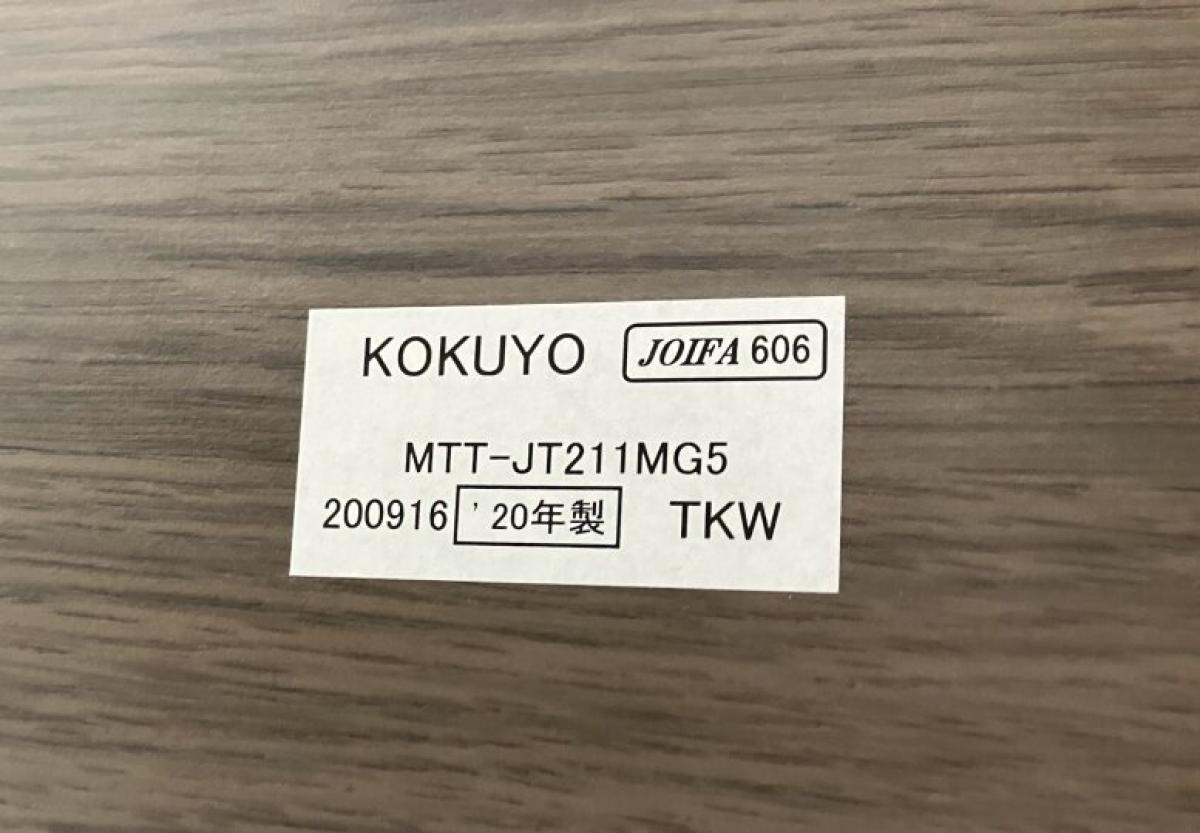 KOKUYO JOIFA 606
MTT-JT211MG5
200916 '20年製 TKW